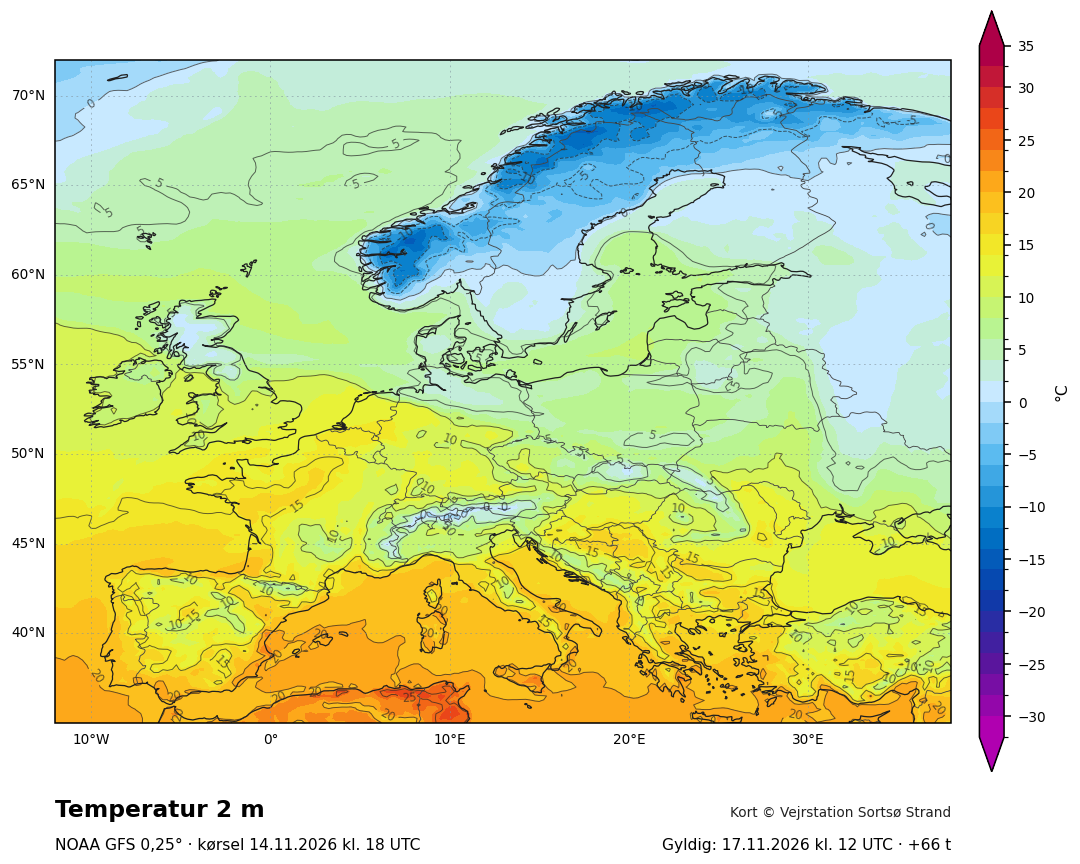 70°N
65°N
60°N
55°N
50°N
45°N
40°N
10°W 0° 10°E 20°E 30°E
35
30
25
20
15
10
5
0
−5
−10
−15
−20
−25
−30
°C
Temperatur 2 m
Kort © Vejrstation Sortsø Strand
NOAA GFS 0,25° · kørsel 14.11.2026 kl. 18 UTC
Gyldig: 17.11.2026 kl. 12 UTC · +66 t